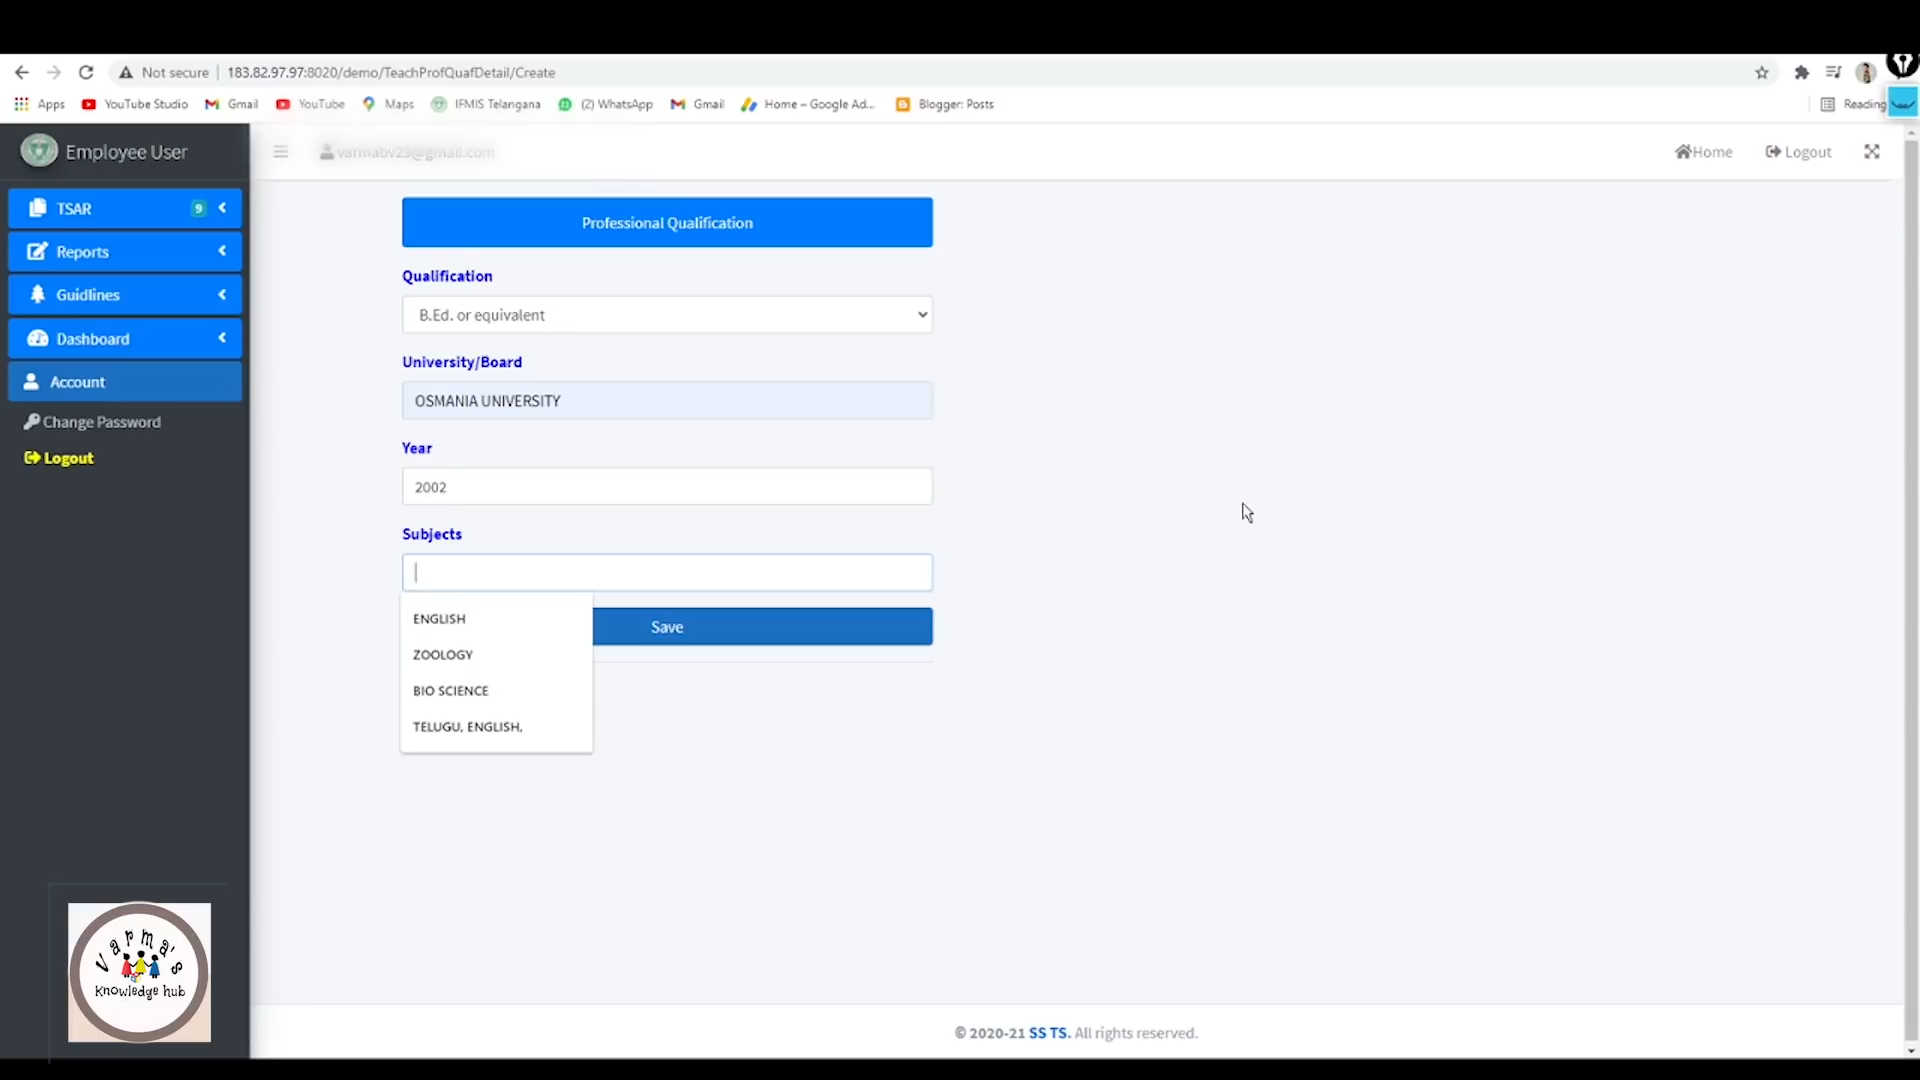 Not secure
183.82.97.97:8020/demo/TeachProfQuafDetail/Create
Apps
YouTube Studio
Gmail
YouTube
Maps
IFMIS Telangana
(2) WhatsApp
Gmail
Home – Google Ad...
Blogger: Posts
Reading
Employee User
varmabv29@gmail.com
Home
Logout
TSAR
9
Reports
Guidlines
Dashboard
Account
Change Password
Logout
Professional Qualification
Qualification
B.Ed. or equivalent
University/Board
OSMANIA UNIVERSITY
Year
2002
Subjects
ENGLISH
ZOOLOGY
BIO SCIENCE
TELUGU, ENGLISH,
Save
Varma's
Knowledge hub
© 2020-21 SS TS. All rights reserved.